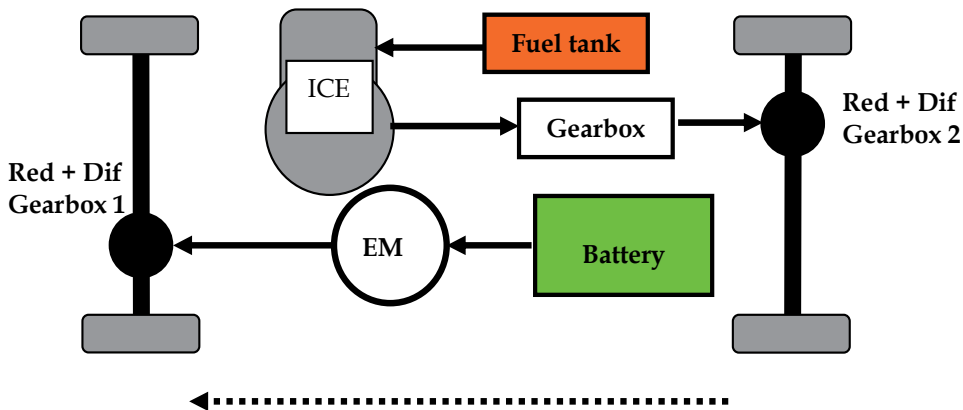 Fuel tank
ICE
Gearbox
Red + Dif
Gearbox 2
Red + Dif
Gearbox 1
EM
Battery